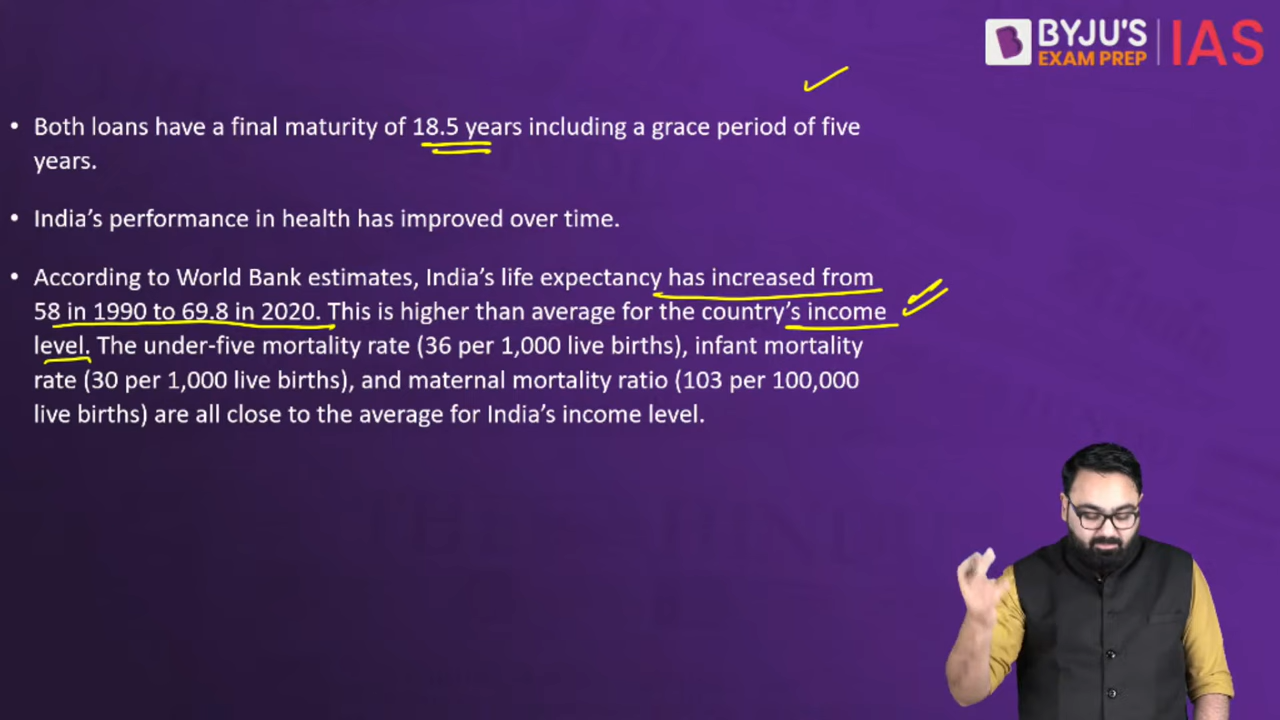 BYJU'S
EXAM PREP
IAS
• Both loans have a final maturity of 18.5 years including a grace period of five
years.
• India's performance in health has improved over time.
• According to World Bank estimates, India's life expectancy has increased from
58 in 1990 to 69.8 in 2020. This is higher than average for the country's income
level. The under-five mortality rate (36 per 1,000 live births), infant mortality
rate (30 per 1,000 live births), and maternal mortality ratio (103 per 100,000
live births) are all close to the average for India's income level.